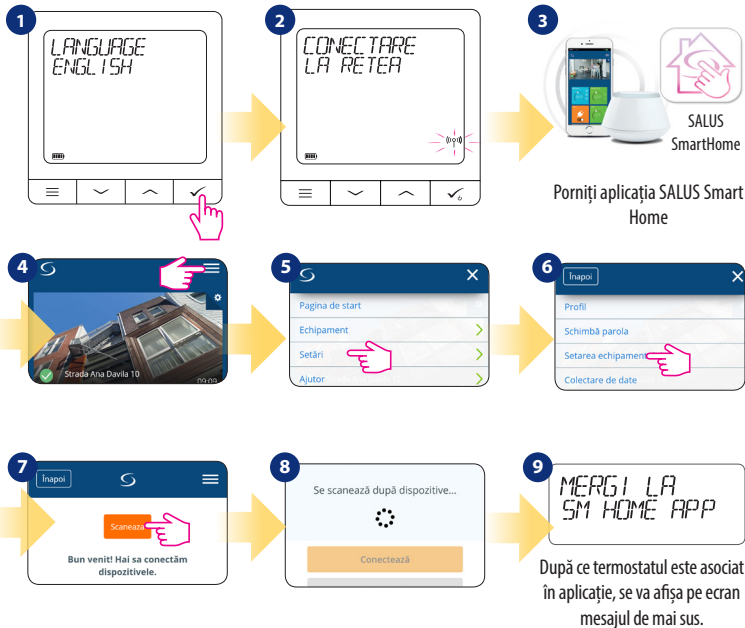 1
LANGUAGE
ENGLISH
2
CONECTARE
LA RETEA
3
SALUS
SmartHome
Porniți aplicația SALUS Smart
Home
4
Strada Ana Davila 10
09:09
5
Pagina de start
Echipament
Setări
Ajutor
6
Înapoi
Profil
Schimbă parola
Setarea echipament
Colectare de date
7
Înapoi
Scanează
Bun venit! Hai sa conectăm
dispozitivele.
8
Se scanează după dispozitive...
Conectează
9
MERGI LA
SM HOME APP
După ce termostatul este asociat
în aplicație, se va afișa pe ecran
mesajul de mai sus.